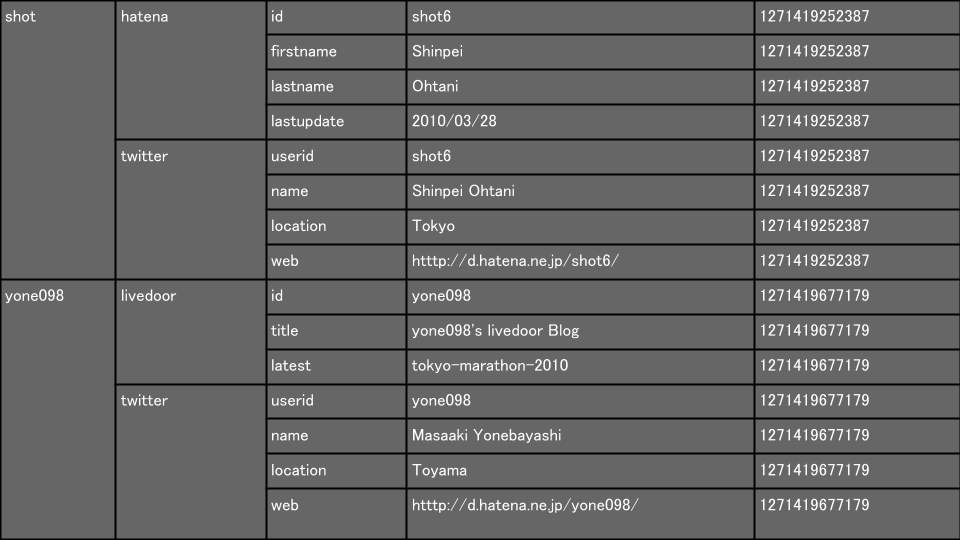 shot hatena id shot6 1271419252387
firstname Shinpei 1271419252387
lastname Ohtani 1271419252387
lastupdate 2010/03/28 1271419252387
twitter userid shot6 1271419252387
name Shinpei Ohtani 1271419252387
location Tokyo 1271419252387
web htttp://d.hatena.ne.jp/shot6/ 1271419252387
yone098 livedoor id yone098 1271419677179
title yone098's livedoor Blog 1271419677179
latest tokyo-marathon-2010 1271419677179
twitter userid yone098 1271419677179
name Masaaki Yonebayashi 1271419677179
location Toyama 1271419677179
web htttp://d.hatena.ne.jp/yone098/ 1271419677179